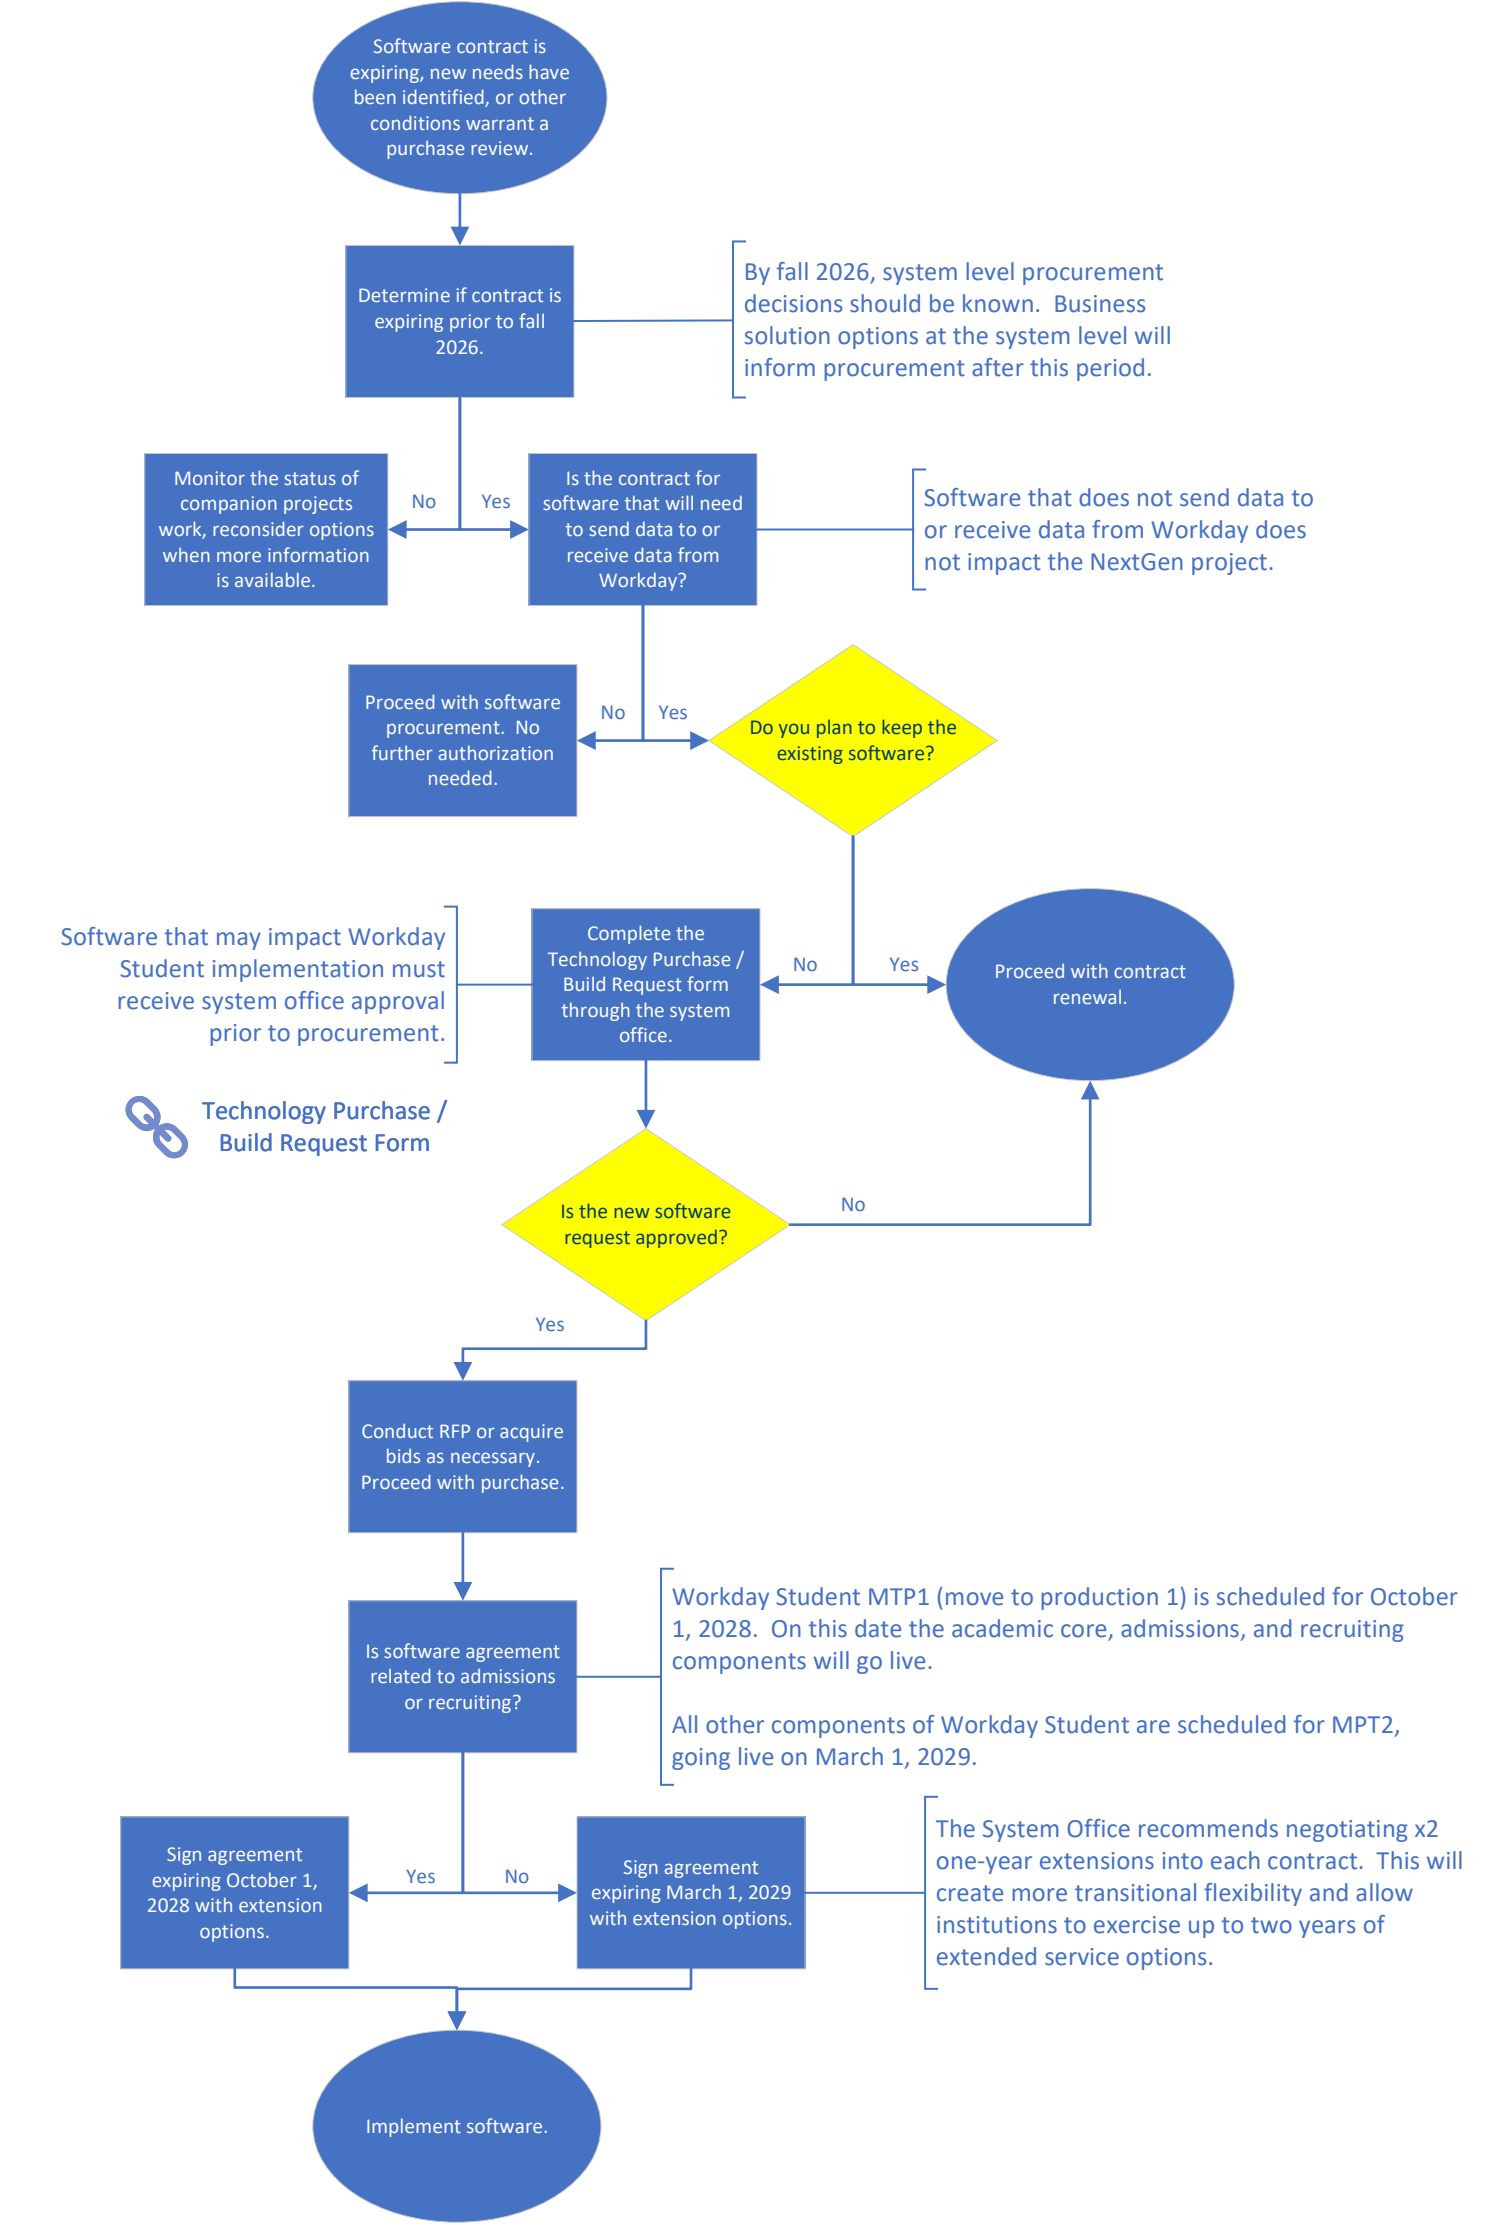 Software contract is
expiring, new needs have
been identified, or other
conditions warrant a
purchase review.
Determine if contract is
expiring prior to fall
2026.
By fall 2026, system level procurement
decisions should be known.  Business
solution options at the system level will
inform procurement after this period.
Monitor the status of
companion projects
work, reconsider options
when more information
is available.
No
Yes
Is the contract for
software that will need
to send data to or
receive data from
Workday?
Software that does not send data to
or receive data from Workday does
not impact the NextGen project.
Proceed with software
procurement.  No
further authorization
needed.
No
Yes
Do you plan to keep the
existing software?
Software that may impact Workday
Student implementation must
receive system office approval
prior to procurement.
Complete the
Technology Purchase /
Build Request form
through the system
office.
No
Yes
Proceed with contract
renewal.
Technology Purchase /
Build Request Form
Is the new software
request approved?
No
Yes
Conduct RFP or acquire
bids as necessary.
Proceed with purchase.
Is software agreement
related to admissions
or recruiting?
Workday Student MTP1 (move to production 1) is scheduled for October
1, 2028.  On this date the academic core, admissions, and recruiting
components will go live.
All other components of Workday Student are scheduled for MPT2,
going live on March 1, 2029.
Sign agreement
expiring October 1,
2028 with extension
options.
Yes
No
Sign agreement
expiring March 1, 2029
with extension options.
The System Office recommends negotiating x2
one-year extensions into each contract.  This will
create more transitional flexibility and allow
institutions to exercise up to two years of
extended service options.
Implement software.